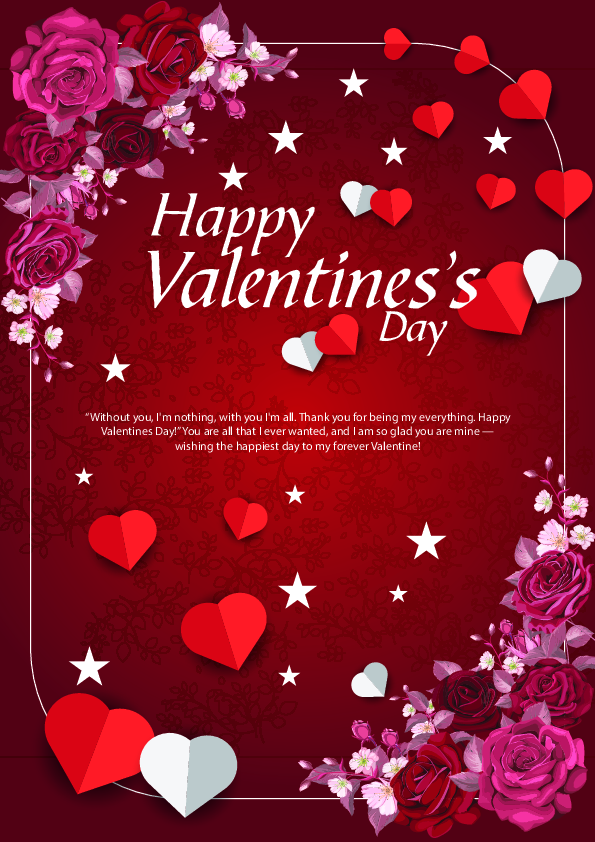 Happy
Valentines's
Day
"Without you, I'm nothing, with you I'm all. Thank you for being my everything. Happy
Valentines Day!" You are all that I ever wanted, and I am so glad you are mine —
wishing the happiest day to my forever Valentine!